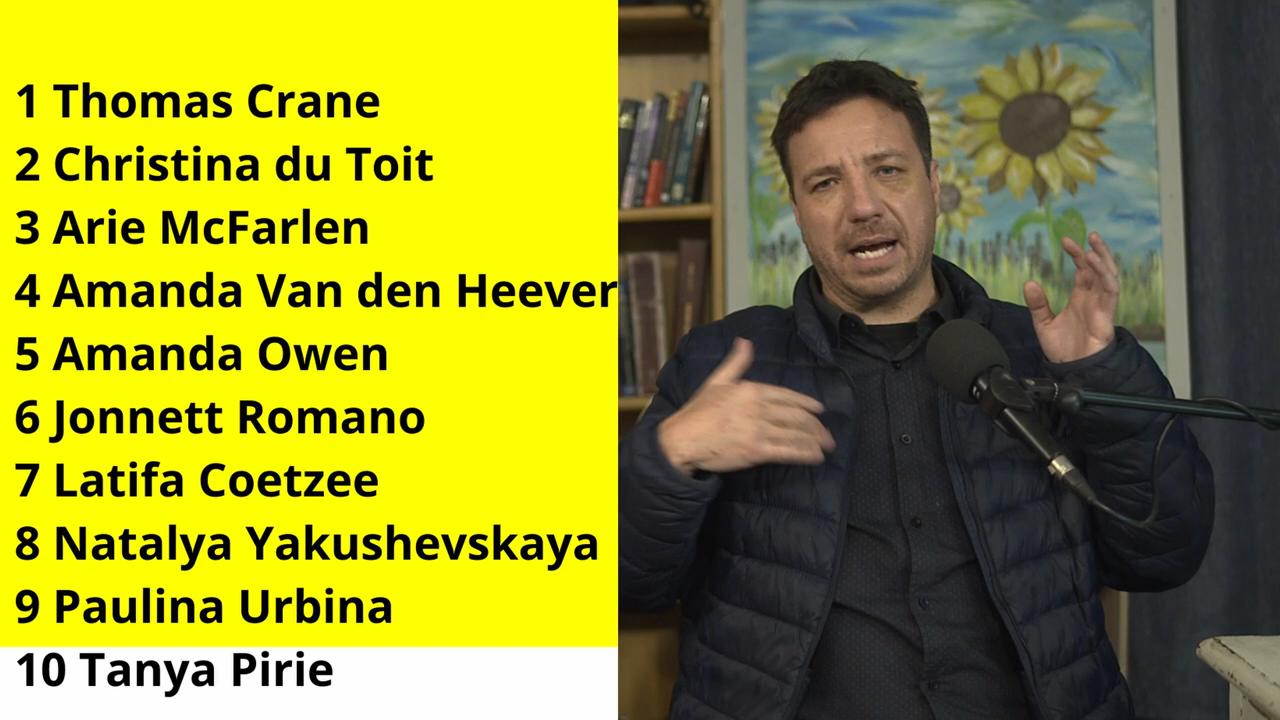 1 Thomas Crane
2 Christina du Toit
3 Arie McFarlen
4 Amanda Van den Heever
5 Amanda Owen
6 Jonnett Romano
7 Latifa Coetzee
8 Natalya Yakushevskaya
9 Paulina Urbina
10 Tanya Pirie